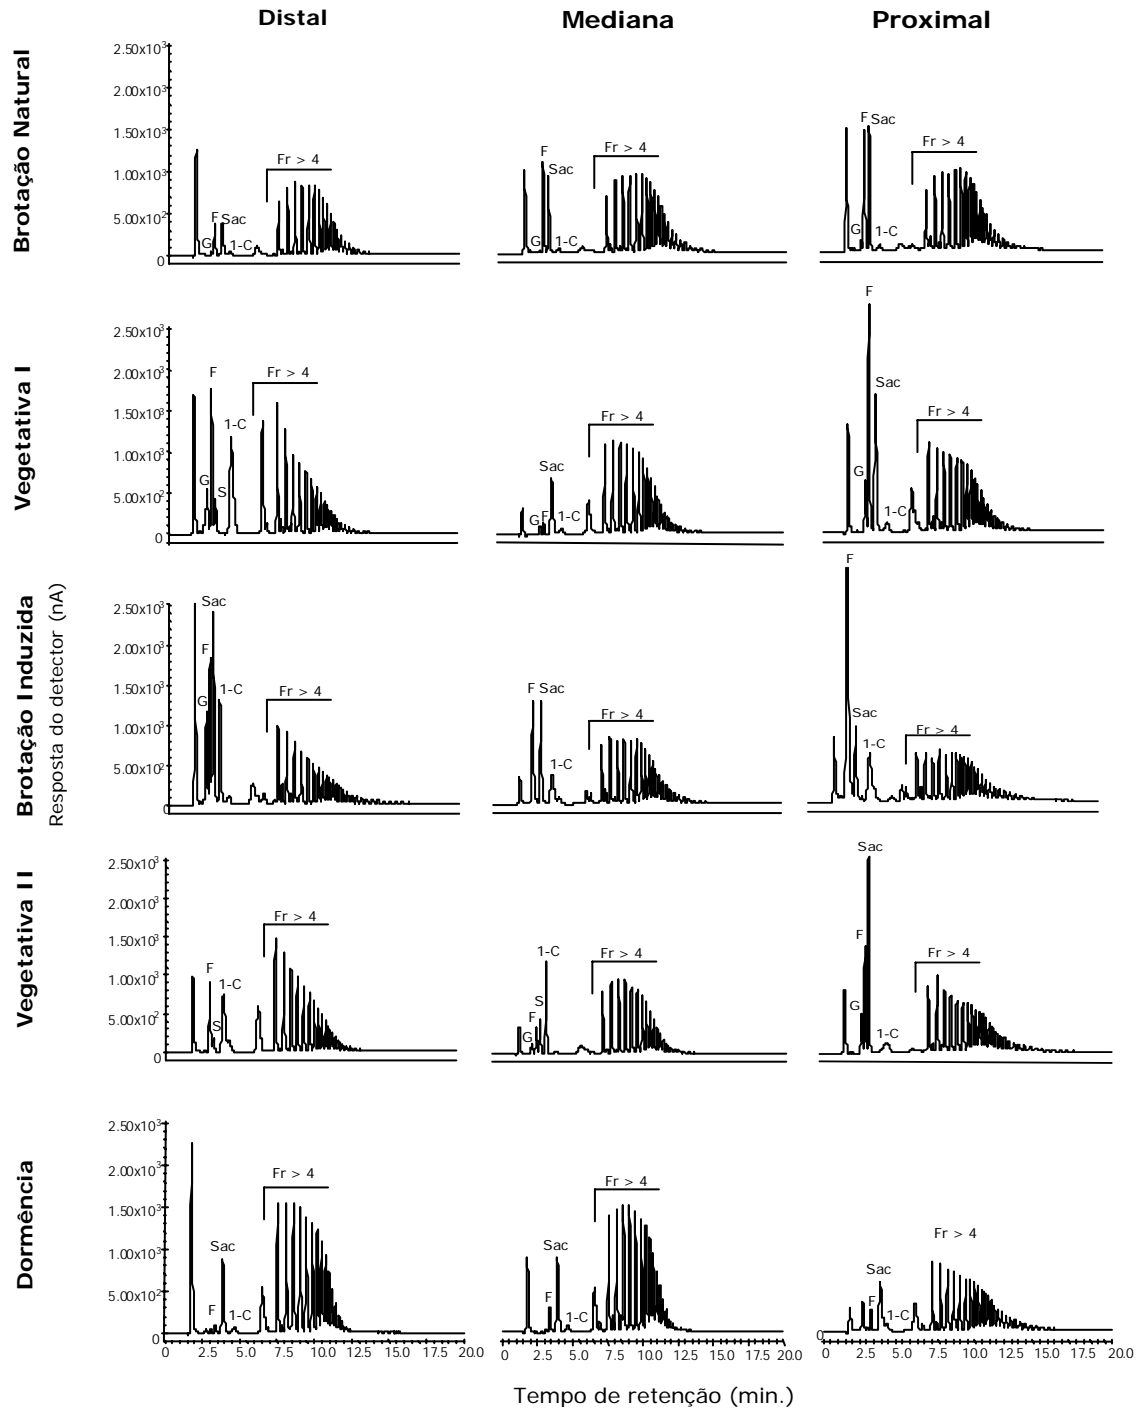 Distal Mediana Proximal
Brotação Natural
2.50x10³
2.00x10³
1.50x10³
1.00x10³
5.00x10²
0
G F Sac 1-C Fr > 4
G F Sac 1-C Fr > 4
G F Sac 1-C Fr > 4
Vegetativa I
2.50x10³
2.00x10³
1.50x10³
1.00x10³
5.00x10²
0
G F S 1-C Fr > 4
G F Sac 1-C Fr > 4
G F Sac 1-C Fr > 4
Brotação Induzida
Resposta do detector (nA)
2.50x10³
2.00x10³
1.50x10³
1.00x10³
5.00x10²
0
G F Sac 1-C Fr > 4
F Sac 1-C Fr > 4
F Sac 1-C Fr > 4
Vegetativa II
2.50x10³
2.00x10³
1.50x10³
1.00x10³
5.00x10²
0
F S 1-C Fr > 4
G F S 1-C Fr > 4
G F Sac 1-C Fr > 4
Dormência
2.50x10³
2.00x10³
1.50x10³
1.00x10³
5.00x10²
0
F Sac 1-C Fr > 4
F Sac 1-C Fr > 4
F Sac 1-C Fr > 4
0
0 2.5 5.0 7.5 10.0 12.5 15.0 17.5 20.0
0 2.5 5.0 7.5 10.0 12.5 15.0 17.5 20.0
0 2.5 5.0 7.5 10.0 12.5 15.0 17.5 20.0
Tempo de retenção (min.)